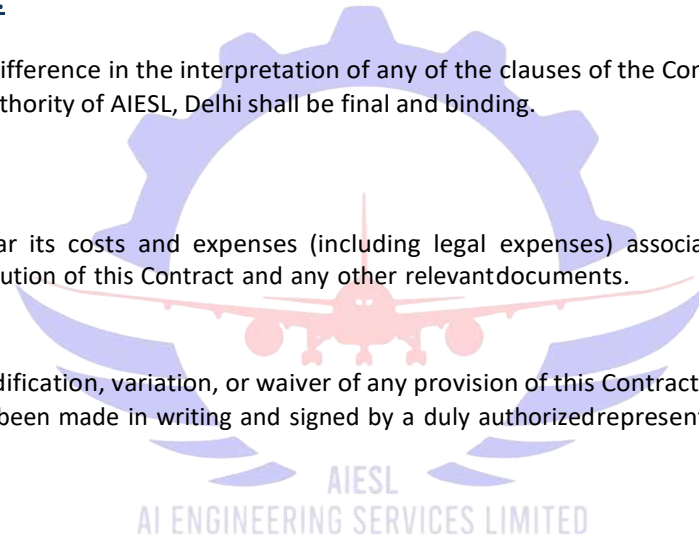 ifference in the interpretation of any of the clauses of the Con
thority of AIESL, Delhi shall be final and binding.
ar its costs and expenses (including legal expenses) associa
ution of this Contract and any other relevantdocuments.
dification, variation, or waiver of any provision of this Contract
been made in writing and signed by a duly authorizedrepresent
AIESL
AI ENGINEERING SERVICES LIMITED